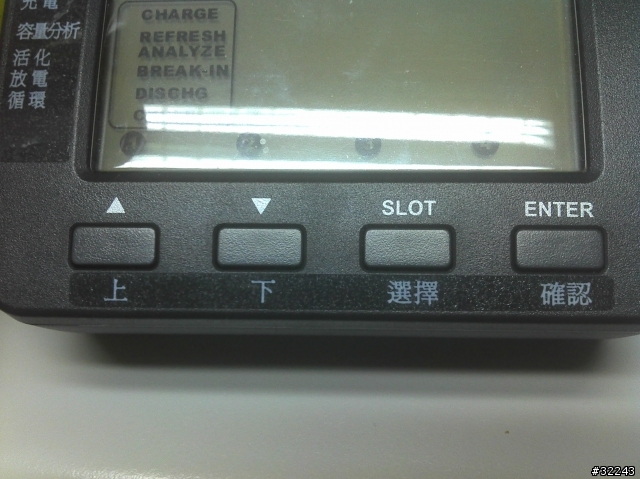 充電
容量分析
活化
放電
循環
CHARGE
REFRESH
ANALYZE
BREAK-IN
DISCHG
▲ ▼ SLOT ENTER
上 下 選擇 確認
#32243